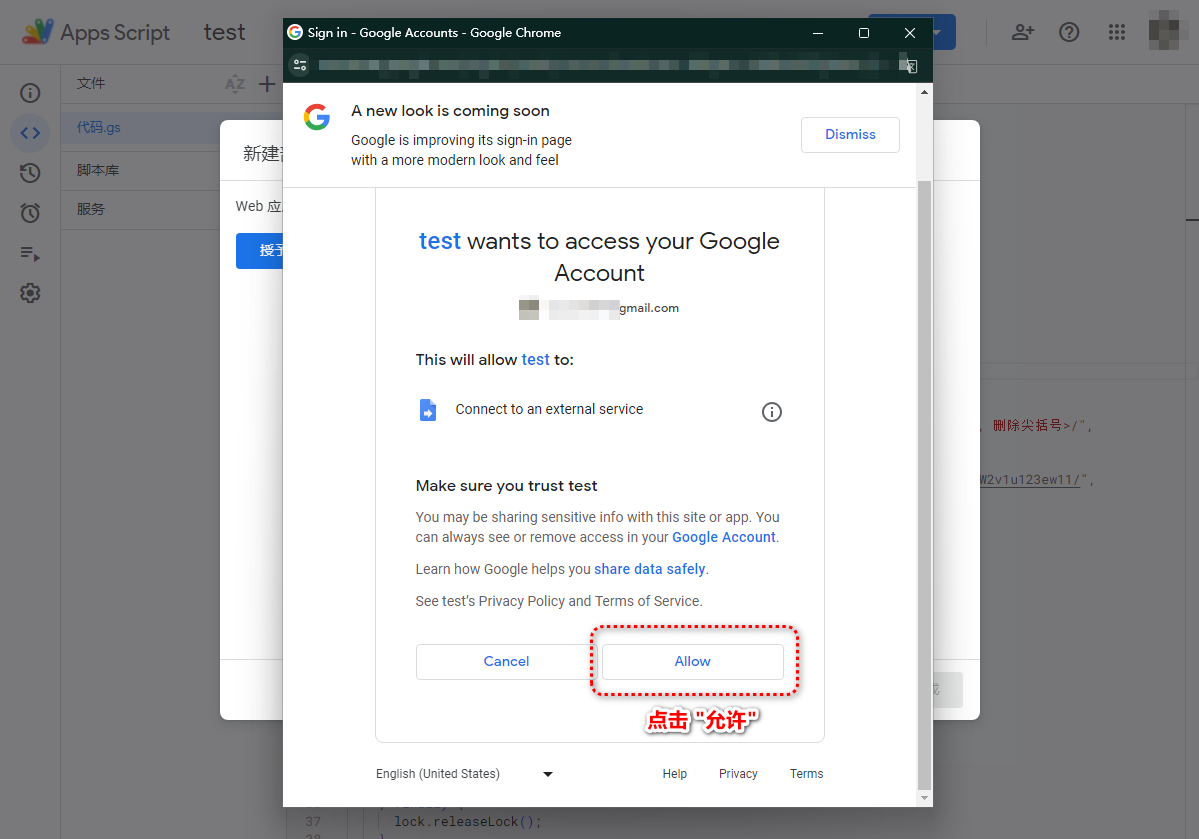 Apps Script
test
Sign in - Google Accounts - Google Chrome
文件
AZ
代码.gs
脚本库
服务
新建
Web 应
授予
A new look is coming soon
Google is improving its sign-in page
with a more modern look and feel
Dismiss
test wants to access your Google
Account
gmail.com
This will allow test to:
Connect to an external service
, 删除尖括号>/",
W2v1u123ew11/",
Make sure you trust test
You may be sharing sensitive info with this site or app. You
can always see or remove access in your Google Account.
Learn how Google helps you share data safely.
See test's Privacy Policy and Terms of Service.
Cancel
Allow
点击 "允许"
English (United States)
Help
Privacy
Terms
37
lock.releaseLock();
38